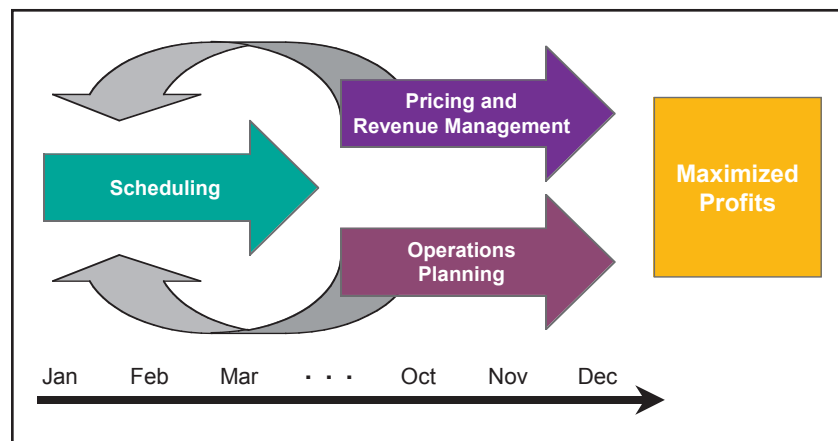 Pricing and
Revenue Management
Scheduling
Maximized
Profits
Operations
Planning
Jan Feb Mar · · · Oct Nov Dec